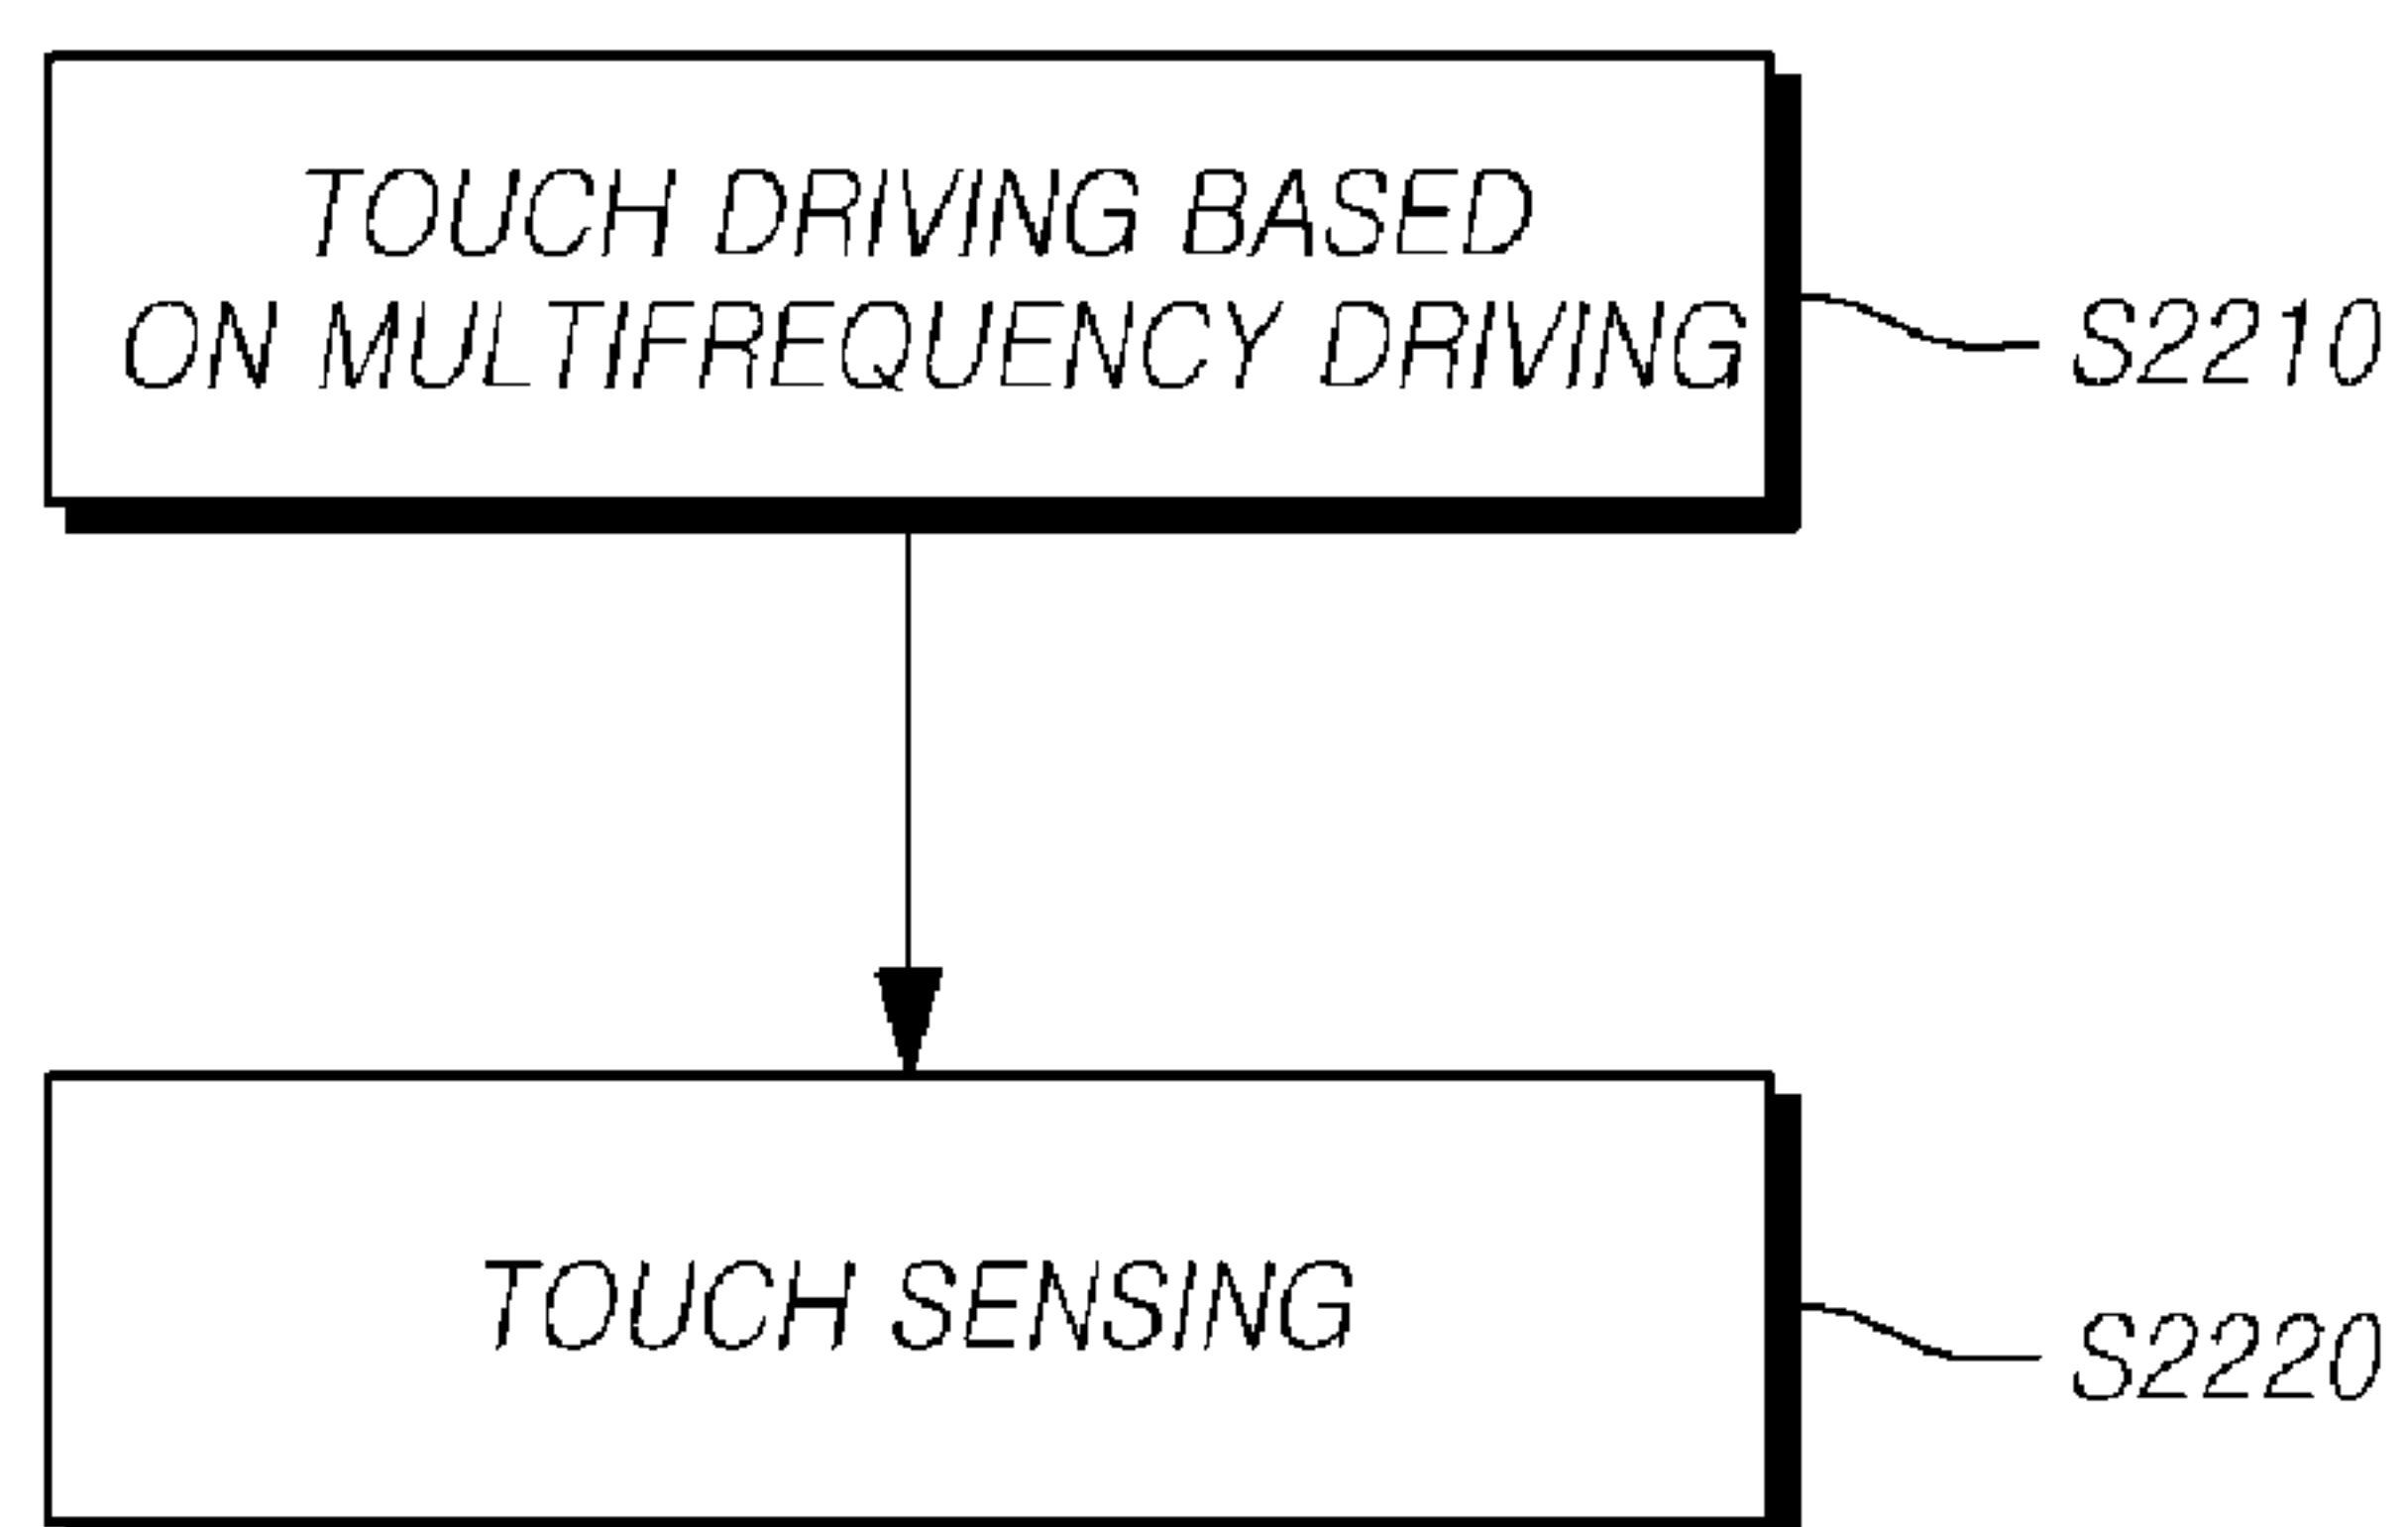 TOUCH DRIVING BASED
ON MULTIFREQUENCY DRIVING
S2210
TOUCH SENSING
S2220